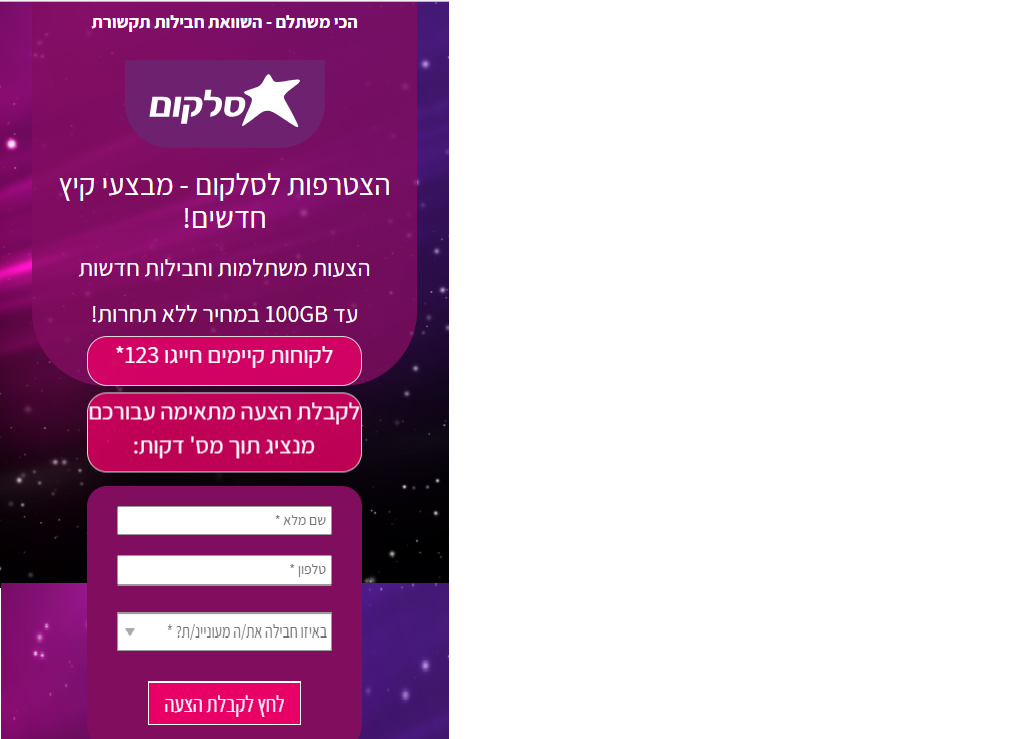 הכי משתלם - השוואת חבילות תקשורת
סלקום
הצטרפות לסלקום - מבצעי קיץ
חדשים!
הצעות משתלמות וחבילות חדשות
עד 100GB במחיר ללא תחרות!
לקוחות קיימים חייגו 123*
לקבלת הצעה מתאימה עבורכם
מנציג תוך מס' דקות:
שם מלא *
טלפון *
באיזו חבילה את/ה מעוניינ/ת? *
לחץ לקבלת הצעה